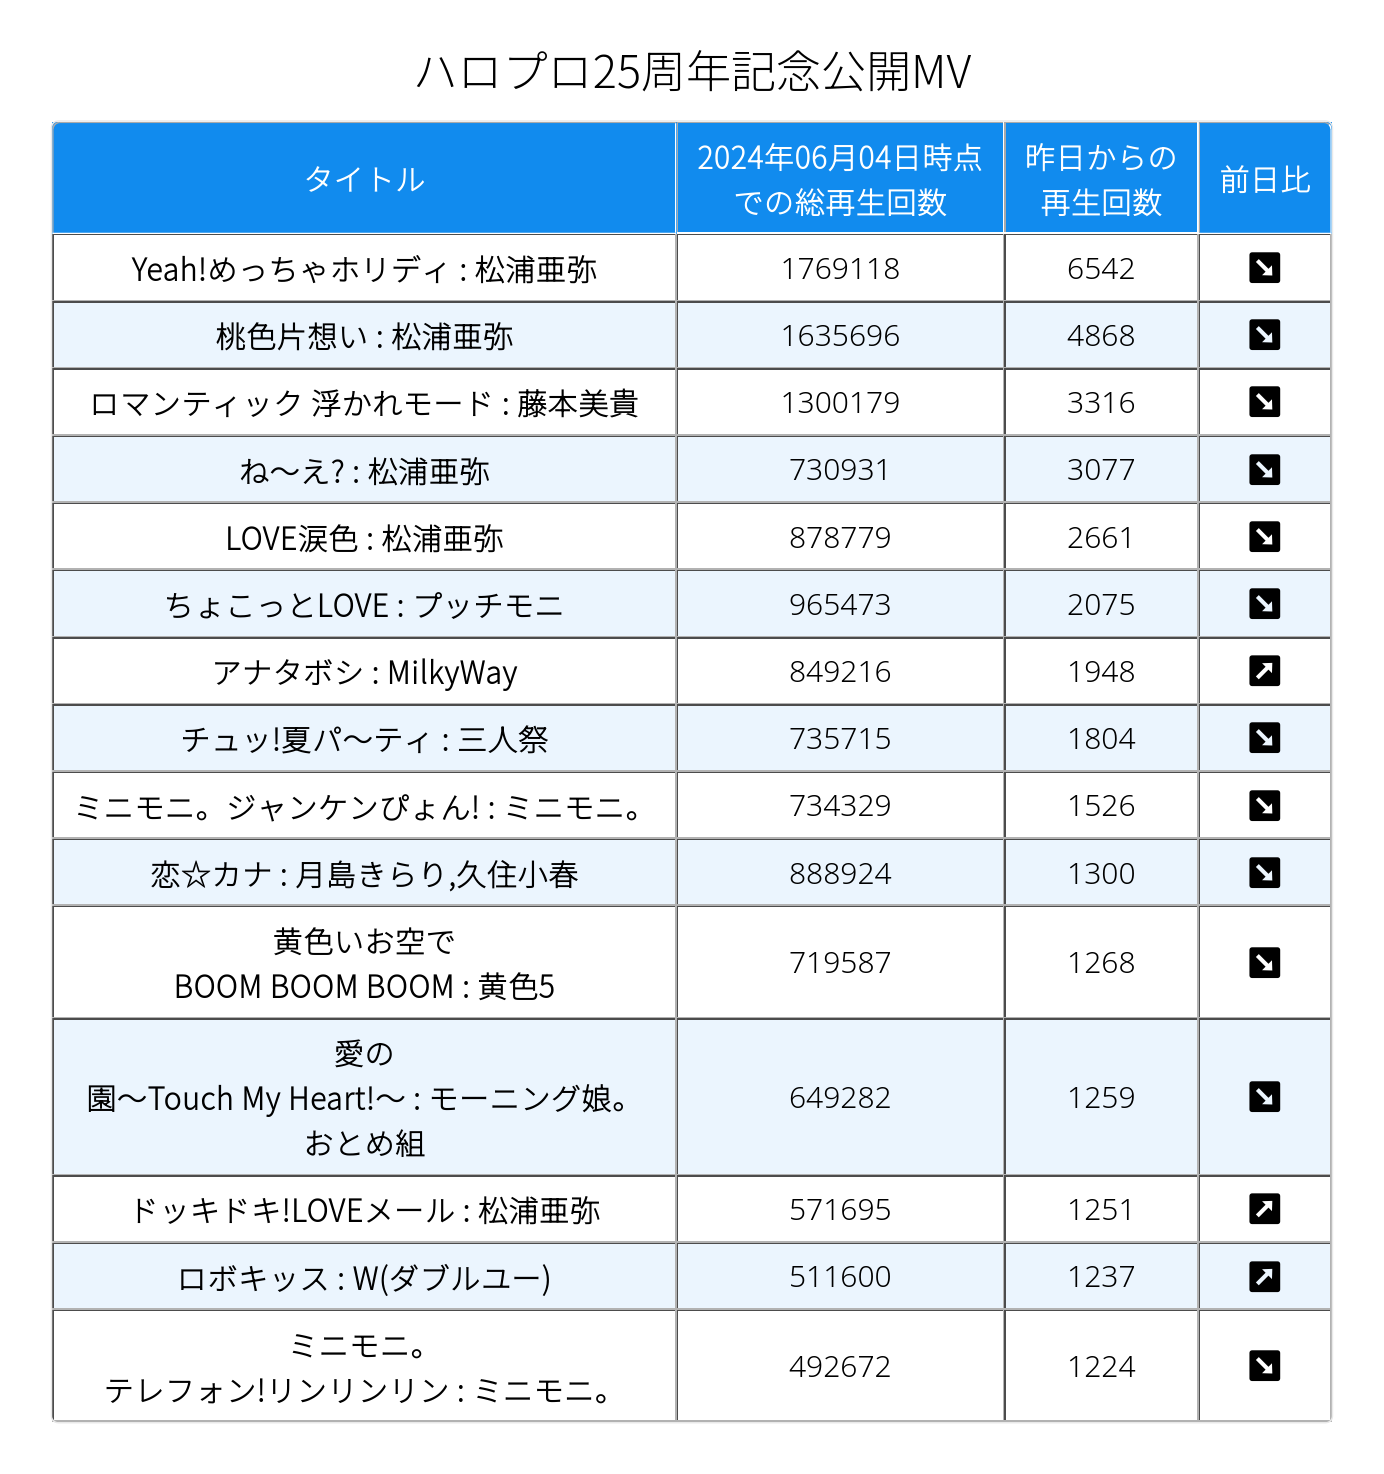 ハロプロ25周年記念公開MV
タイトル
2024年06月04日時点
での総再生回数
昨日からの
再生回数
前日比
Yeah!めっちゃホリディ : 松浦亜弥 1769118 6542 ↘
桃色片想い : 松浦亜弥 1635696 4868 ↘
ロマンティック 浮かれモード : 藤本美貴 1300179 3316 ↘
ね〜え? : 松浦亜弥 730931 3077 ↘
LOVE涙色 : 松浦亜弥 878779 2661 ↘
ちょこっとLOVE : プッチモニ 965473 2075 ↘
アナタボシ : MilkyWay 849216 1948 ↗
チュッ!夏パ〜ティ : 三人祭 735715 1804 ↘
ミニモニ。ジャンケンぴょん! : ミニモニ。 734329 1526 ↘
恋☆カナ : 月島きらり,久住小春 888924 1300 ↘
黄色いお空で
BOOM BOOM BOOM : 黄色5
719587 1268 ↘
愛の
園〜Touch My Heart!〜 : モーニング娘。
おとめ組
649282 1259 ↘
ドッキドキ!LOVEメール : 松浦亜弥 571695 1251 ↗
ロボキッス : W(ダブルユー) 511600 1237 ↗
ミニモニ。
テレフォン!リンリンリン : ミニモニ。
492672 1224 ↘